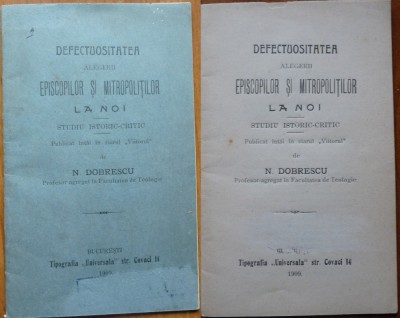 DEFECTUOSITATEA
ALEGERII
EPISCOPILOR ȘI MITROPOLIȚILOR
LA NOI
STUDIU ISTORIC-CRITIC
Publicat întâi în ziarul „Viitorul”
de
N. DOBRESCU
Profesor agregat la Facultatea de Teologie
BUCUREȘTI
Tipografia „Universala” str. Covaci 14
DEFECTUOSITATEA
ALEGERII
EPISCOPILOR ȘI MITROPOLIȚILOR
LA NOI
STUDIU ISTORIC-CRITIC
Publicat întâi în ziarul „Viitorul”
de
N. DOBRESCU
Profesor agregat la Facultatea de Teologie
Tipografia „Universala” str. Covaci 14